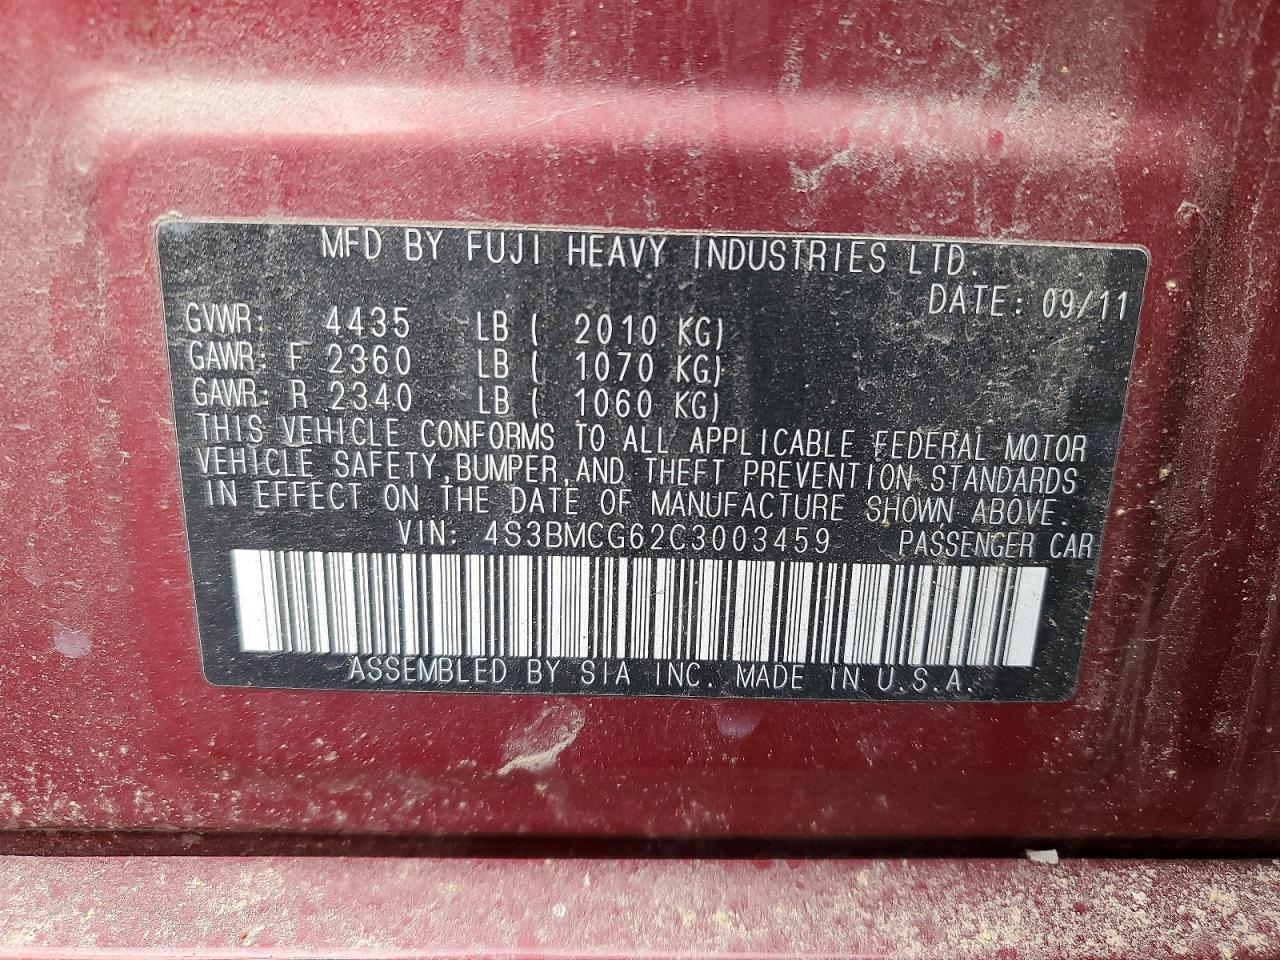 MFD BY FUJI HEAVY INDUSTRIES LTD.
DATE: 09/11
GVWR: 4435 LB ( 2010 KG)
GAWR: F 2360 LB ( 1070 KG)
GAWR: R 2340 LB ( 1060 KG)
THIS VEHICLE CONFORMS TO ALL APPLICABLE FEDERAL MOTOR
VEHICLE SAFETY,BUMPER,AND THEFT PREVENTION STANDARDS
IN EFFECT ON THE DATE OF MANUFACTURE SHOWN ABOVE.
VIN: 4S3BMCG62C3003459 PASSENGER CAR
ASSEMBLED BY SIA INC. MADE IN U.S.A.